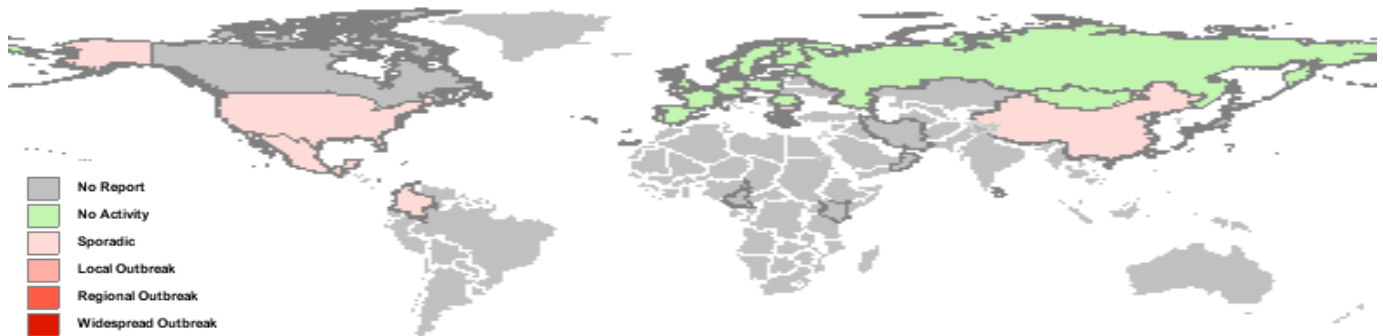 No Report
No Activity
Sporadic
Local Outbreak
Regional Outbreak
Widespread Outbreak